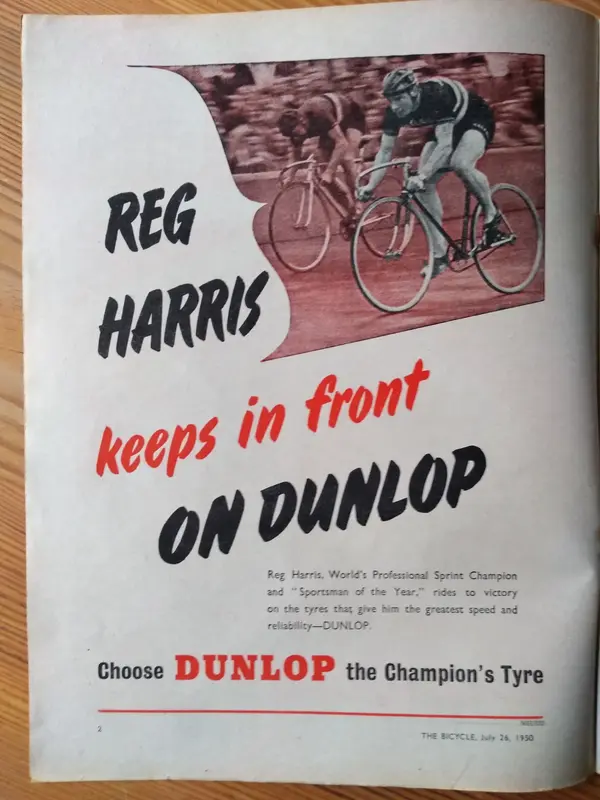 REG
HARRIS
keeps in front
ON DUNLOP
Reg Harris, World's Professional Sprint Champion
and "Sportsman of the Year," rides to victory
on the tyres that give him the greatest speed and
reliability—DUNLOP.
Choose DUNLOP the Champion's Tyre
2
THE BICYCLE, July 26, 1950